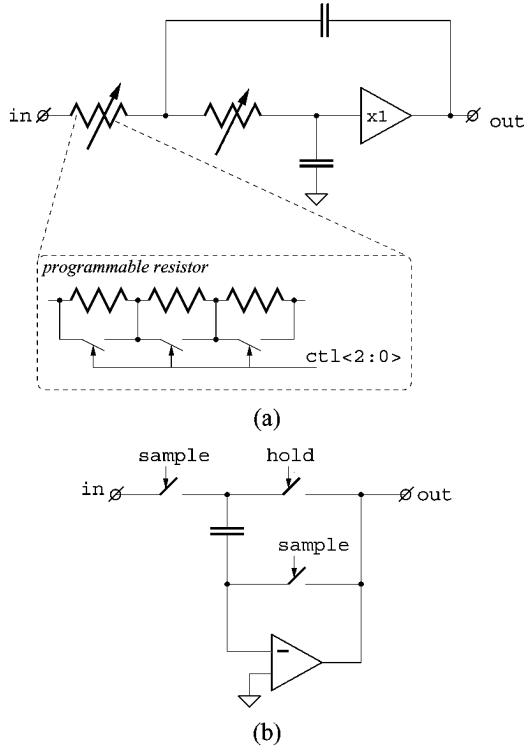 in
x1
out
programmable resistor
ctl<2:0>
(a)
sample
hold
in
out
sample
(b)